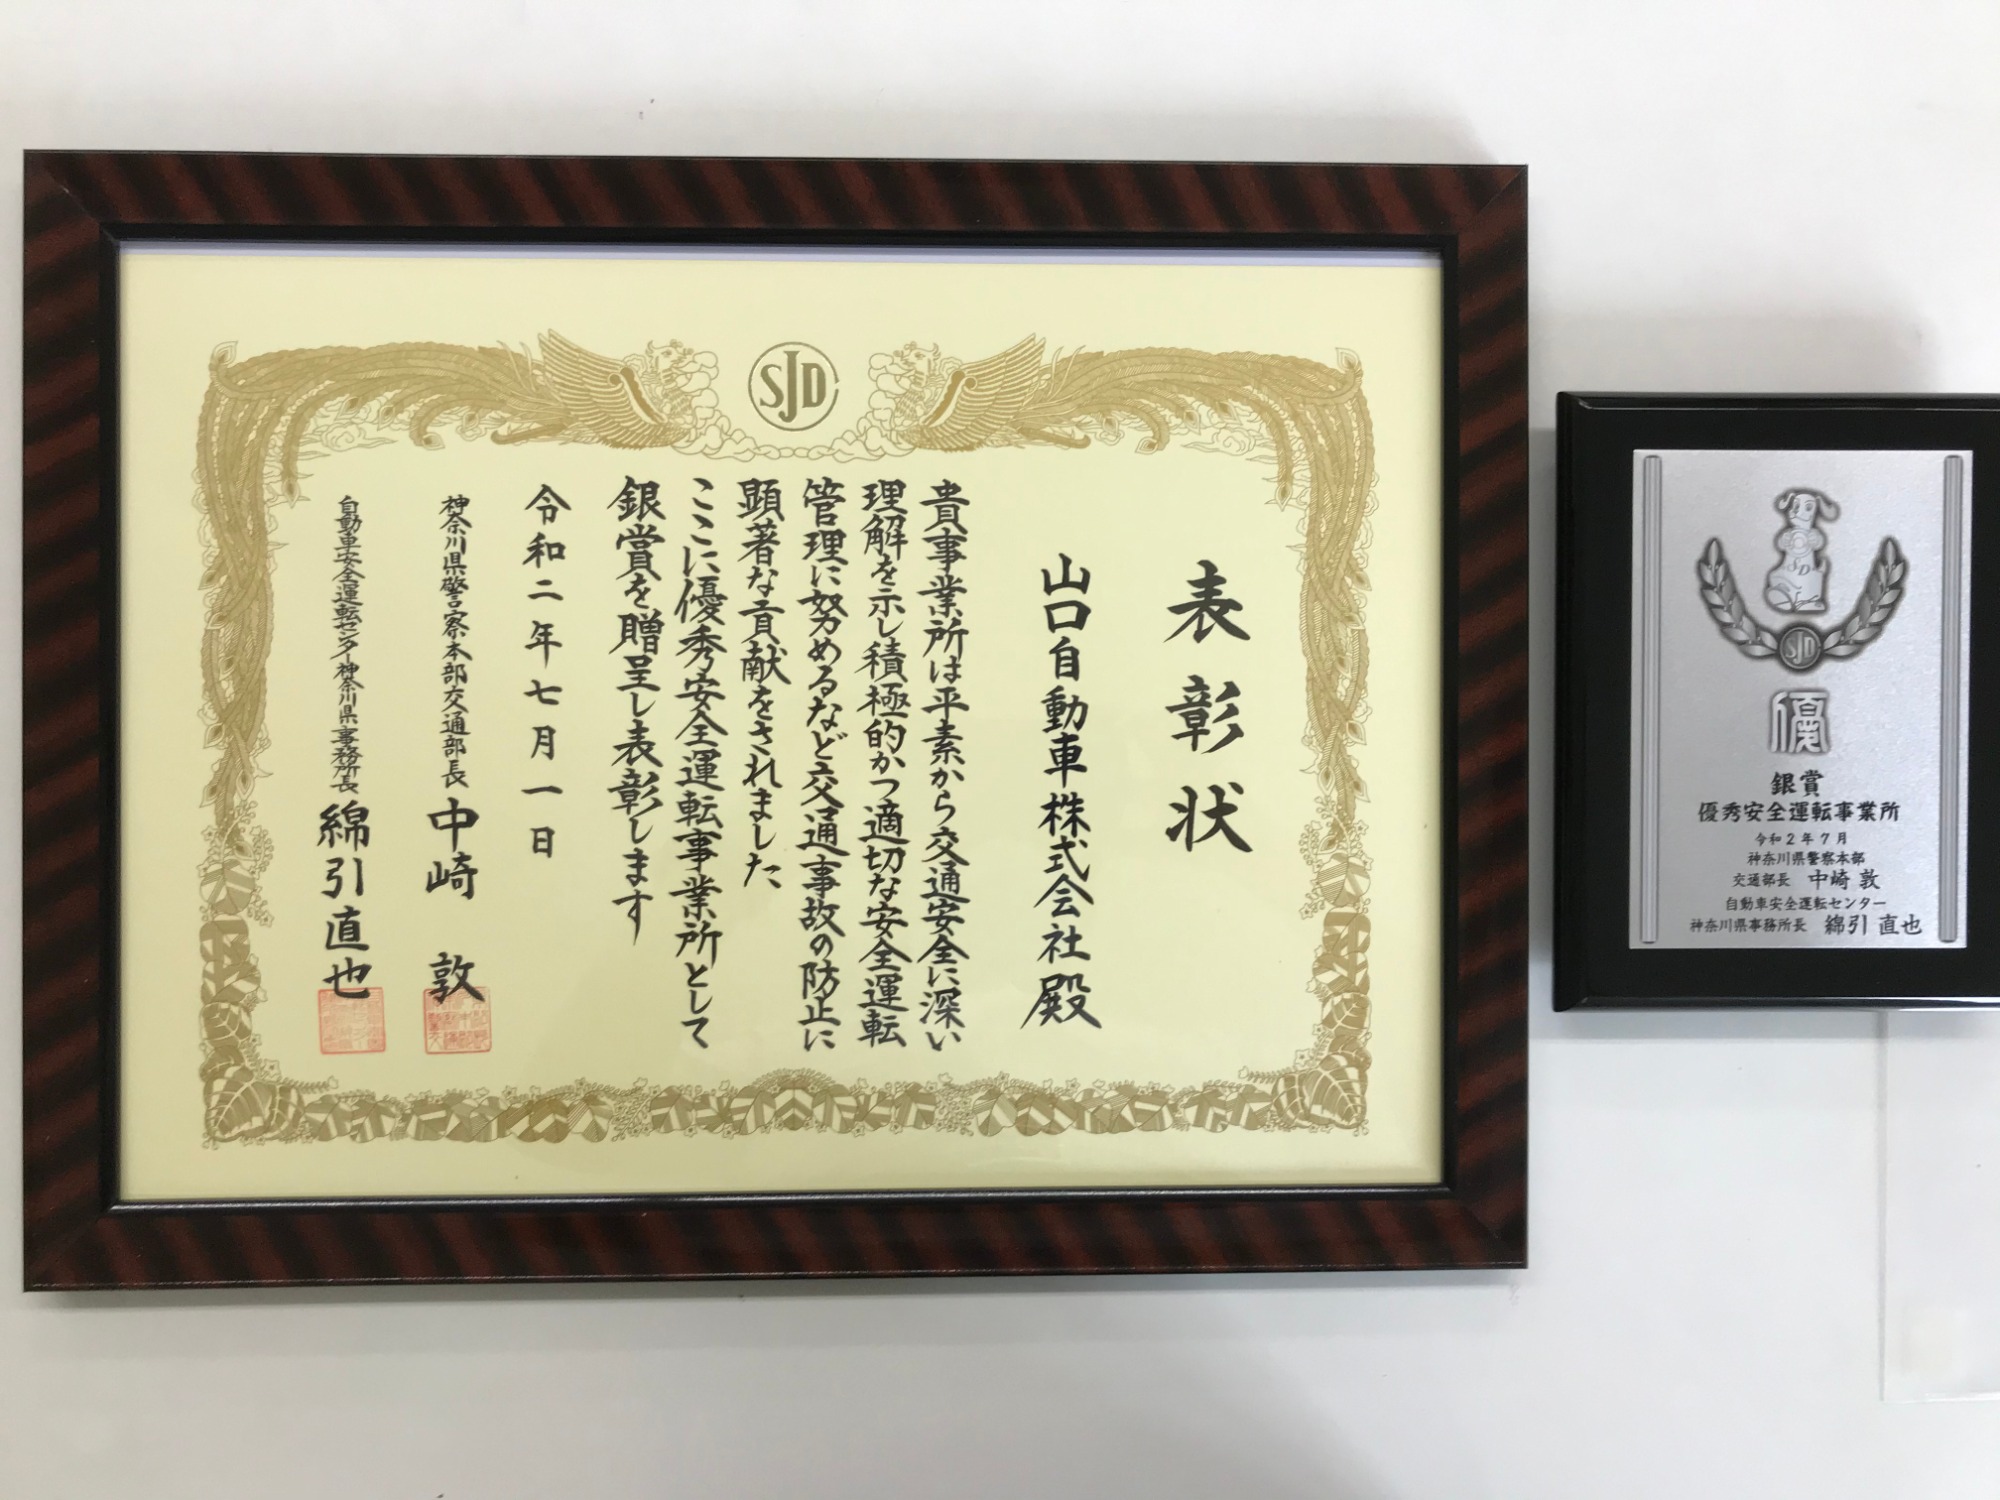 SJD
表彰状
山口自動車株式会社殿
貴事業所は平素から交通安全に深い
理解を示し積極的かつ適切な安全運転
管理に努めるなど交通事故の防止に
顕著な貢献をされました
ここに優秀安全運転事業所として
銀賞を贈呈し表彰します
令和二年七月一日
神奈川県警察本部交通部長 中崎 敦
自動車安全運転センター神奈川県事務所長 綿引直也
SD
SJD
優
銀賞
優秀安全運転事業所
令和2年7月
神奈川県警察本部
交通部長 中崎 敦
自動車安全運転センター
神奈川県事務所長 綿引 直也